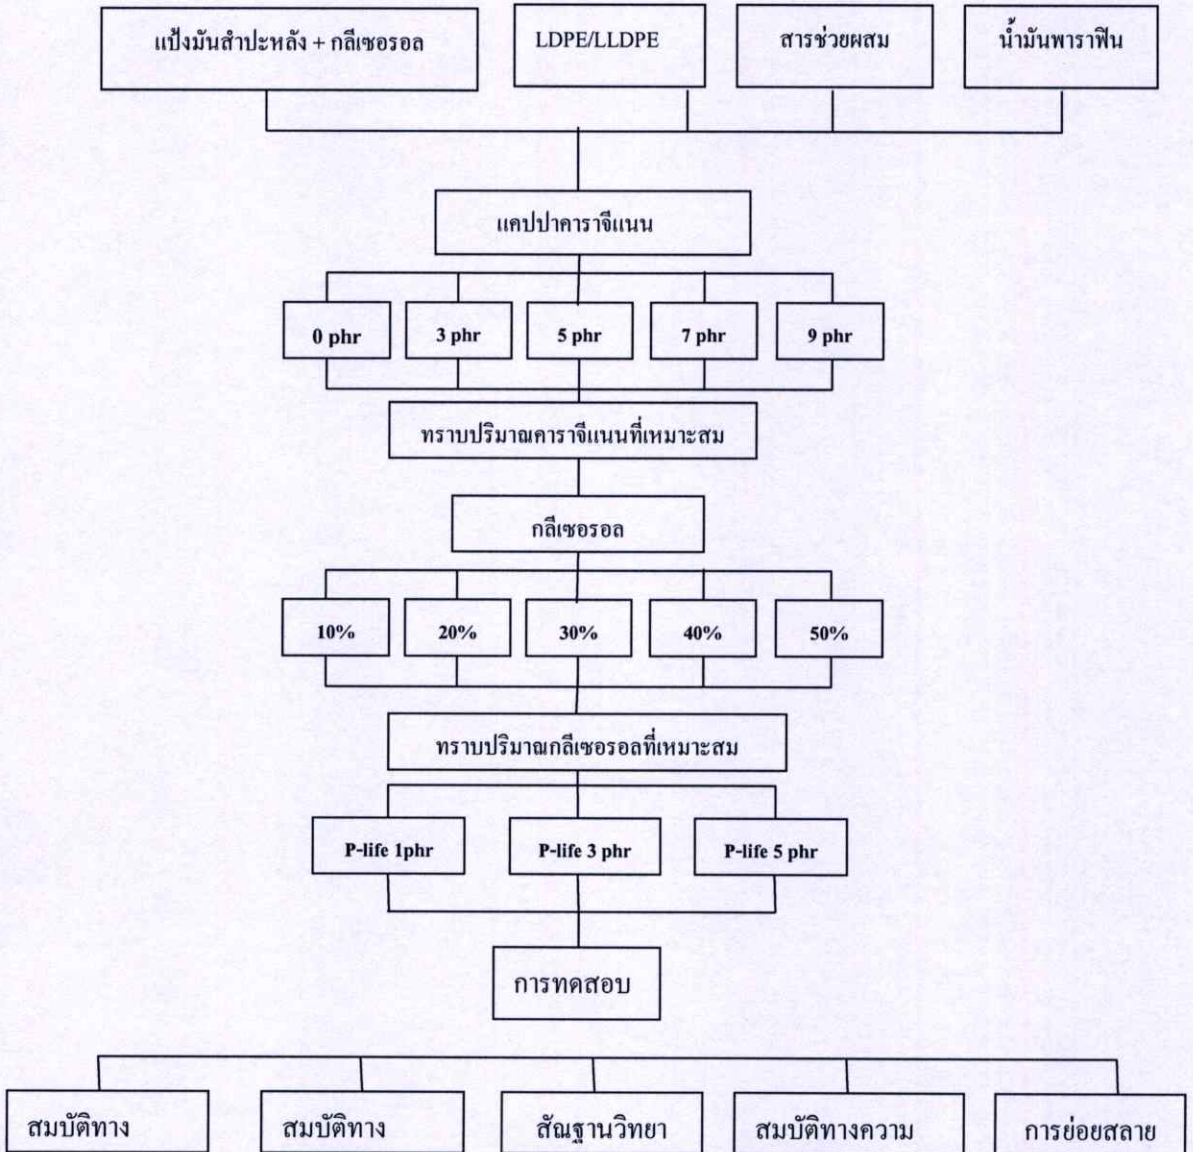 แป้งมันสำปะหลัง + กลีเซอรอล
LDPE/LLDPE
สารช่วยผสม
น้ำมันพาราฟิน
แคปปาคาราจีแนน
0 phr
3 phr
5 phr
7 phr
9 phr
ทราบปริมาณคาราจีแนนที่เหมาะสม
กลีเซอรอล
10%
20%
30%
40%
50%
ทราบปริมาณกลีเซอรอลที่เหมาะสม
P-life 1phr
P-life 3 phr
P-life 5 phr
การทดสอบ
สมบัติทาง
สมบัติทาง
สัณฐานวิทยา
สมบัติทางความ
การย่อยสลาย